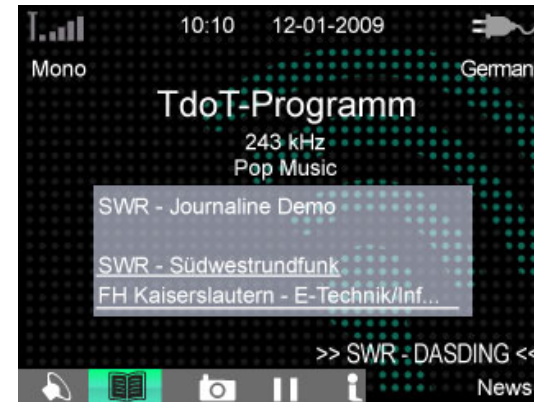 10:10 12-01-2009
Mono German
TdoT-Programm
243 kHz
Pop Music
SWR - Journaline Demo
SWR - Südwestrundfunk
FH Kaiserslautern - E-Technik/Inf...
>> SWR - DASDING <<
News